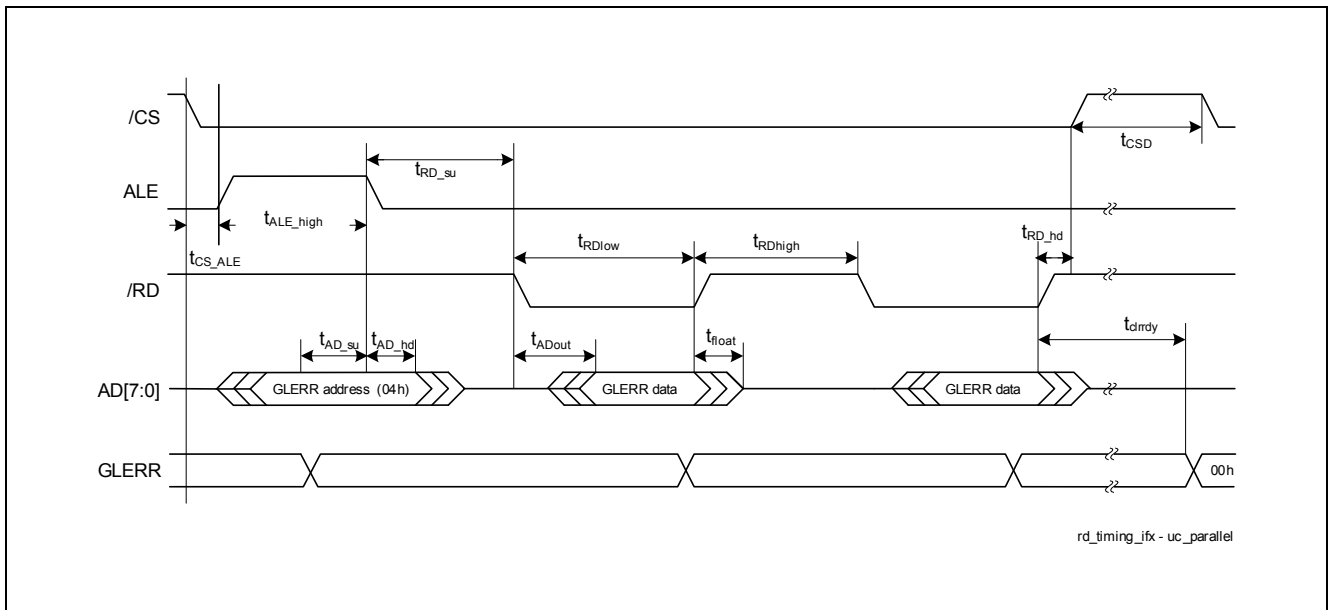 /CS
tCSD
tRD_su
ALE
tALE_high
tRDlow
tRDhigh
tRD_hd
tCS_ALE
/RD
tclrrdy
tAD_su
tAD_hd
tADout
tfloat
AD[7:0]
GLERR address (04h)
GLERR data
GLERR data
GLERR
00h
rd_timing_ifx - uc_parallel